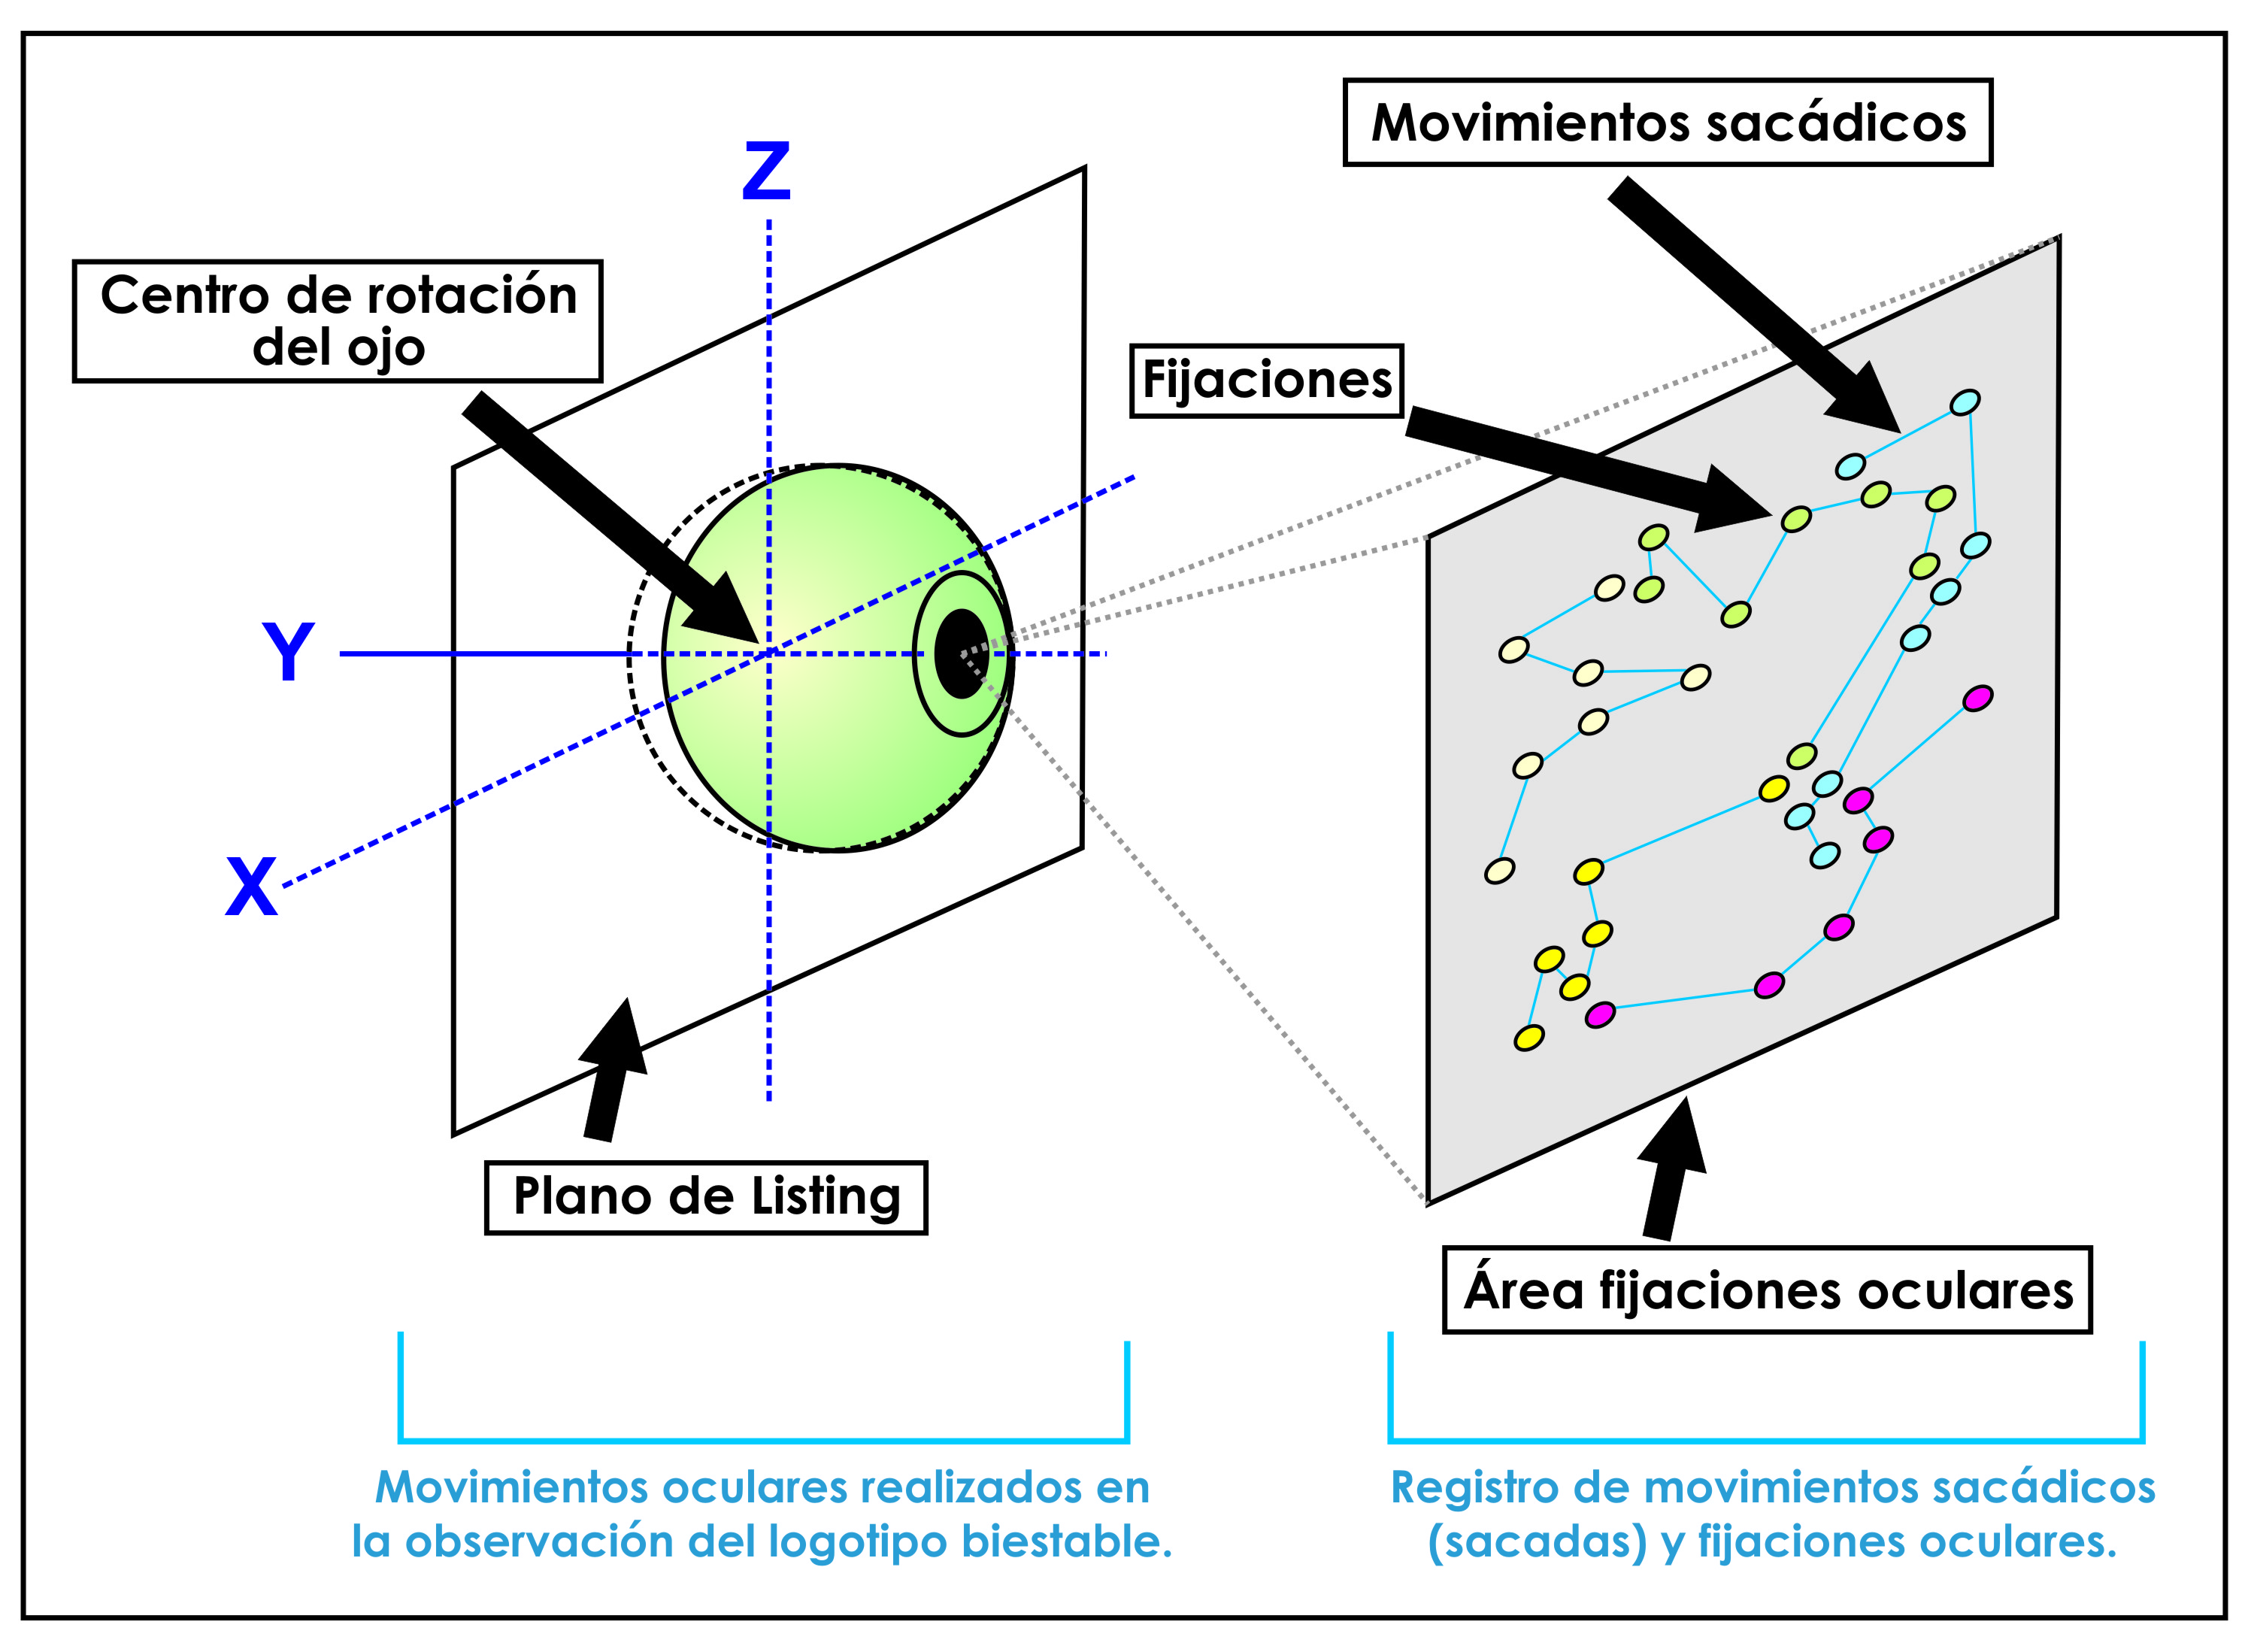 Movimientos sacádicos
Z
Centro de rotación
del ojo
Fijaciones
Y
X
Plano de Listing
Área fijaciones oculares
Movimientos oculares realizados en
la observación del logotipo biestable.
Registro de movimientos sacádicos
(sacadas) y fijaciones oculares.